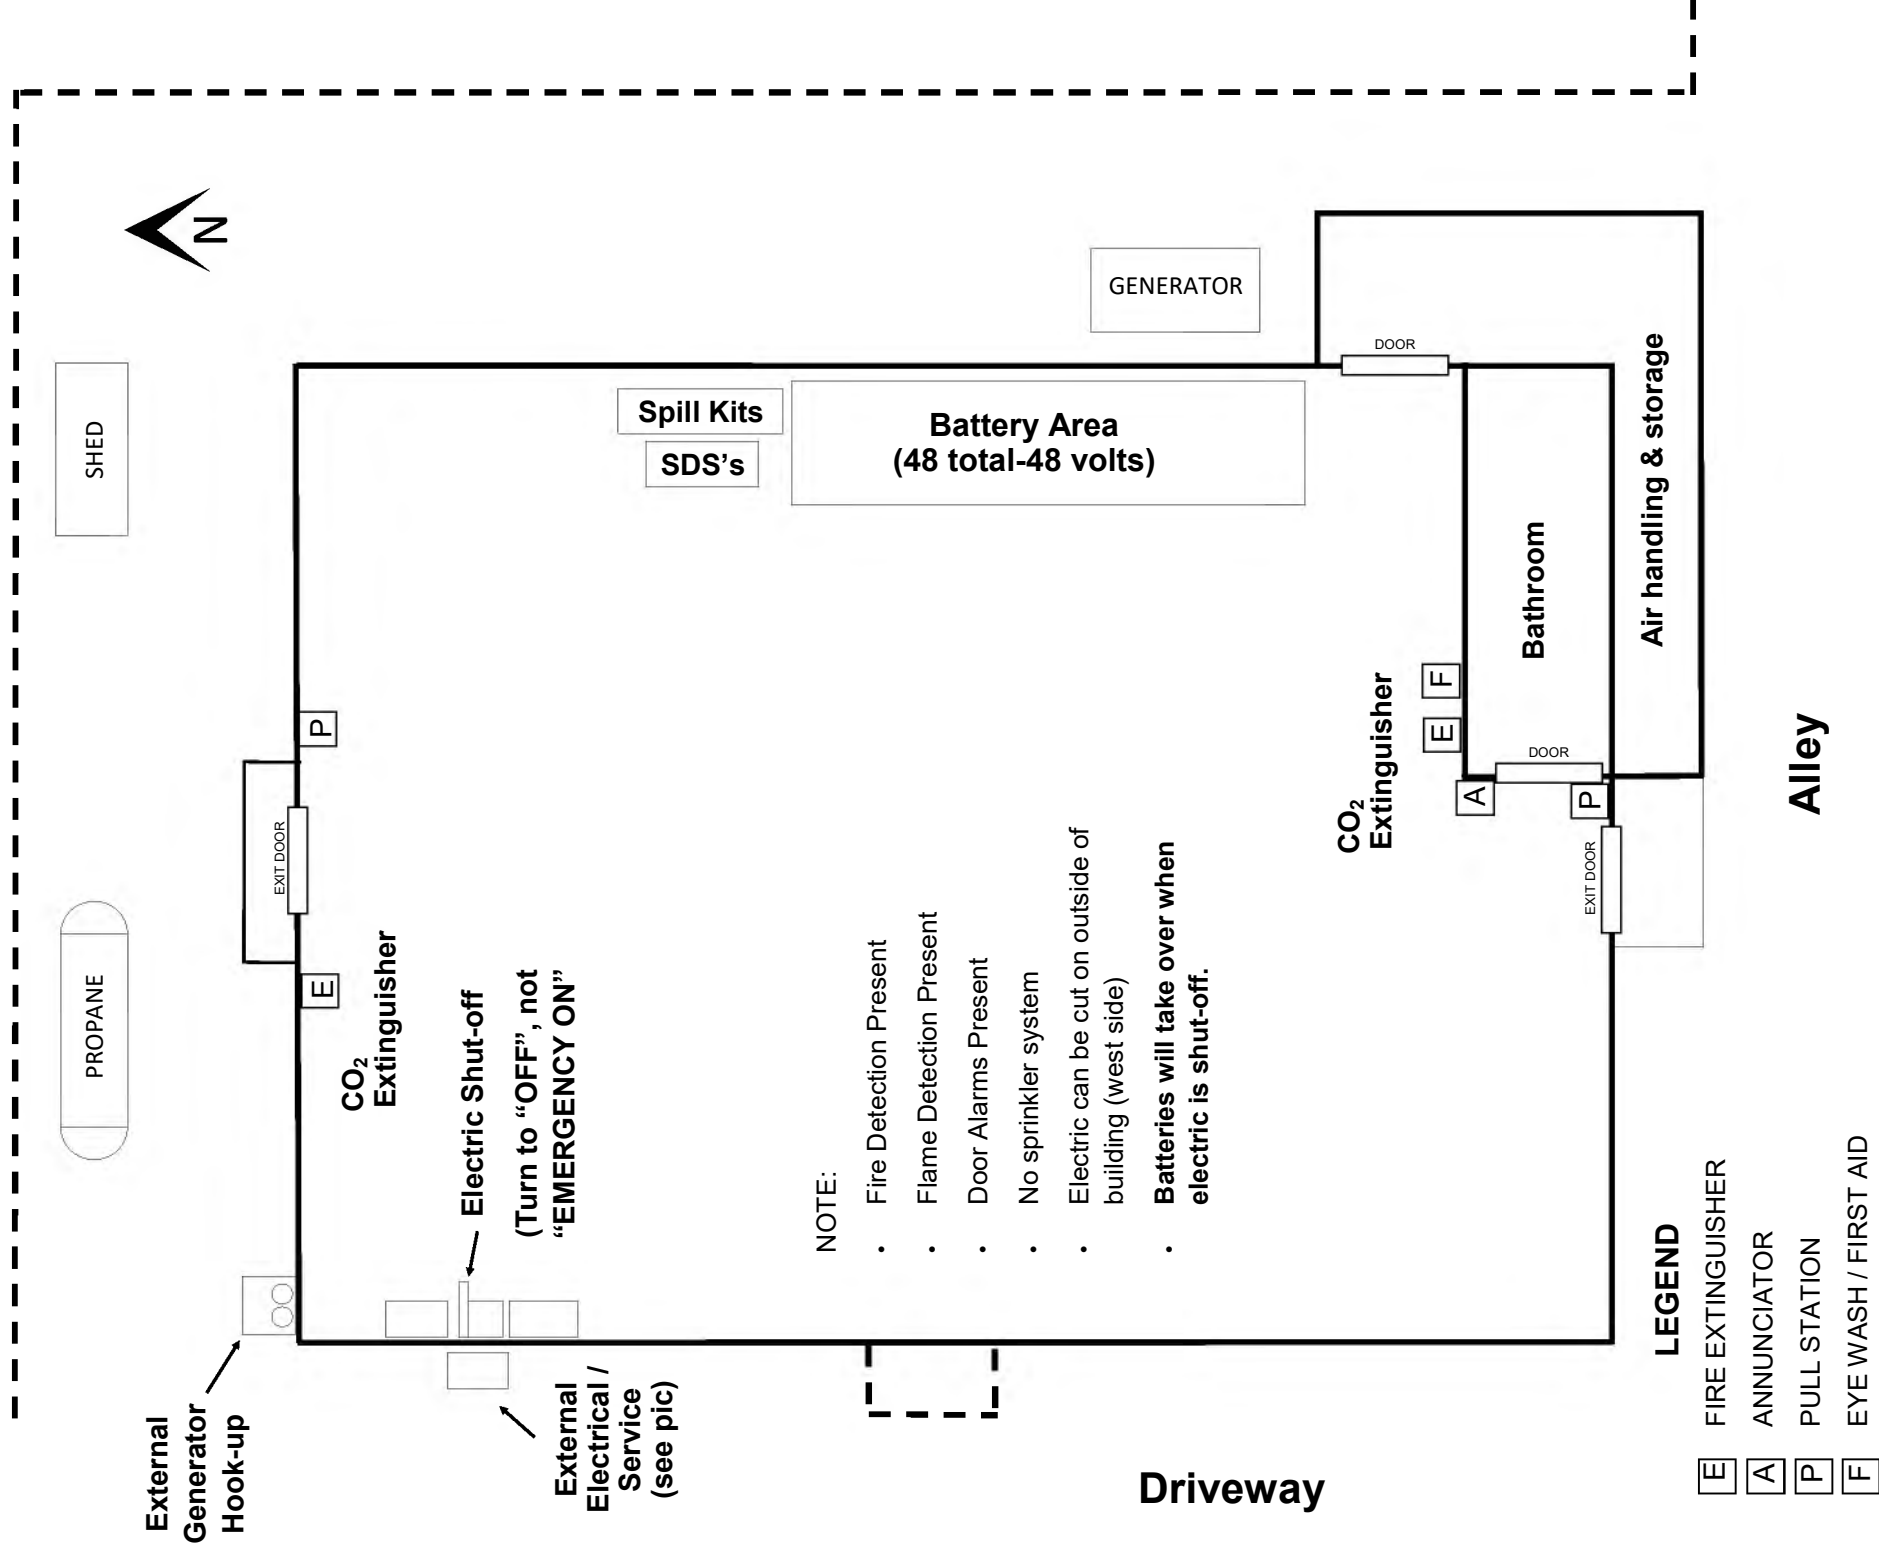 External
Generator
Hook-up
PROPANE
SHED
N
EXIT DOOR
P
E
CO₂
Extinguisher
Electric Shut-off
(Turn to “OFF”, not
“EMERGENCY ON”
External
Electrical /
Service
(see pic)
Spill Kits
SDS’s
Battery Area
(48 total-48 volts)
GENERATOR
DOOR
NOTE:
• Fire Detection Present
• Flame Detection Present
• Door Alarms Present
• No sprinkler system
• Electric can be cut on outside of
building (west side)
• Batteries will take over when
electric is shut-off.
CO₂
Extinguisher
E
F
A
P
DOOR
Bathroom
EXIT DOOR
Air handling & storage
Driveway
Alley
LEGEND
E FIRE EXTINGUISHER
A ANNUNCIATOR
P PULL STATION
F EYE WASH / FIRST AID